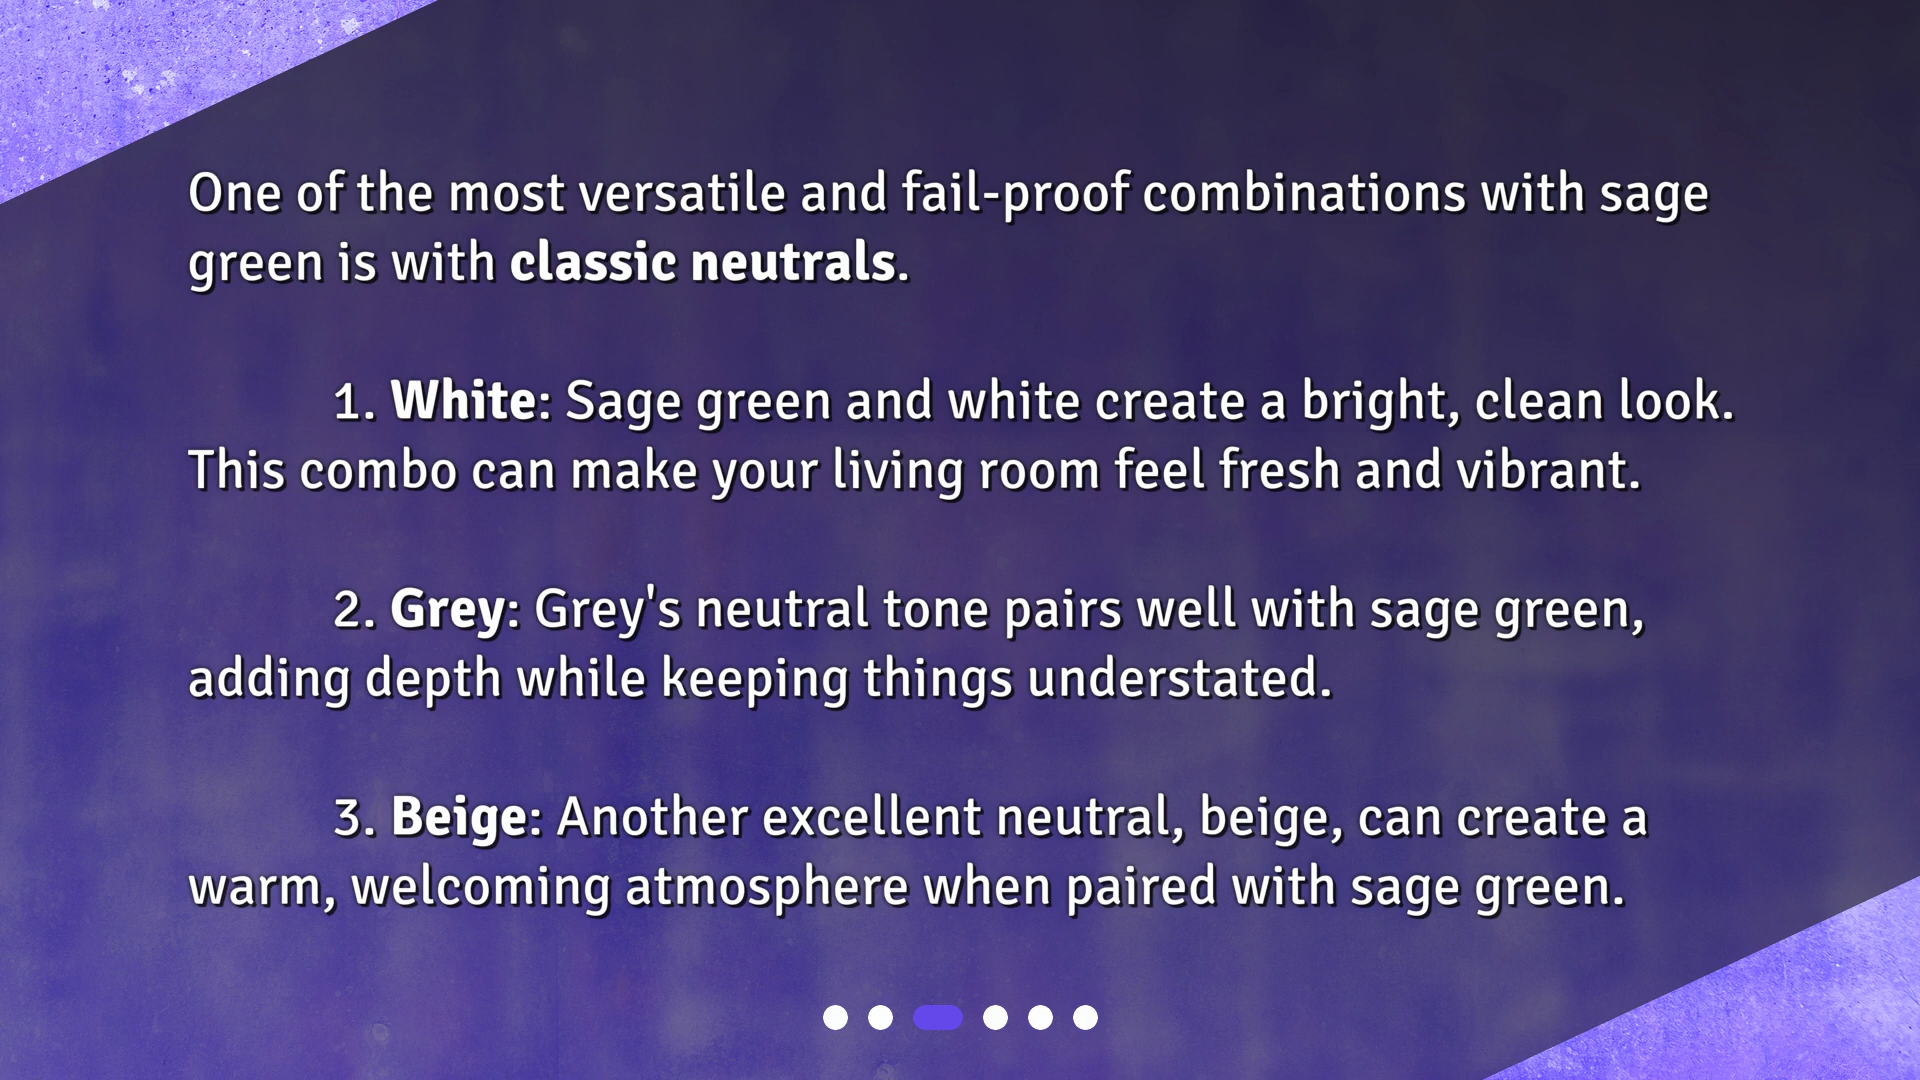 One of the most versatile and fail-proof combinations with sage
green is with classic neutrals.
1. White: Sage green and white create a bright, clean look.
This combo can make your living room feel fresh and vibrant.
2. Grey: Grey's neutral tone pairs well with sage green,
adding depth while keeping things understated.
3. Beige: Another excellent neutral, beige, can create a
warm, welcoming atmosphere when paired with sage green.